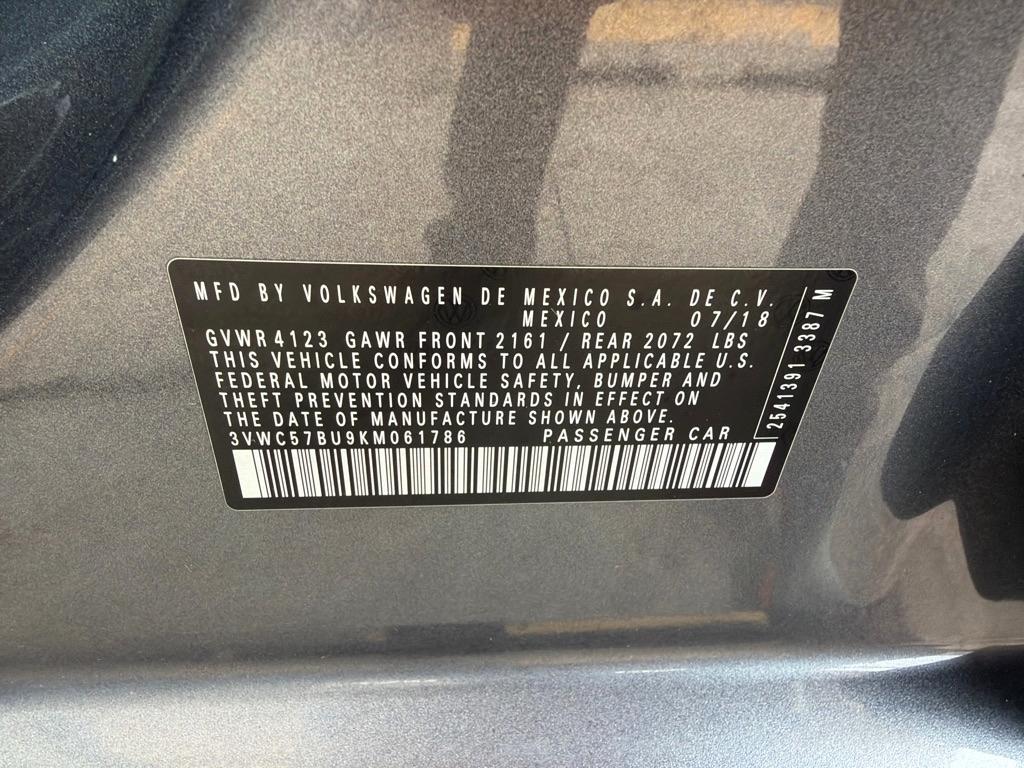 MFD BY VOLKSWAGEN DE MEXICO S.A. DE C.V.
MEXICO 07/18
GVWR 4123 GAWR FRONT 2161 / REAR 2072 LBS
THIS VEHICLE CONFORMS TO ALL APPLICABLE U.S.
FEDERAL MOTOR VEHICLE SAFETY, BUMPER AND
THEFT PREVENTION STANDARDS IN EFFECT ON
THE DATE OF MANUFACTURE SHOWN ABOVE.
3VWC57BU9KM061786 PASSENGER CAR
2541391 3387 M